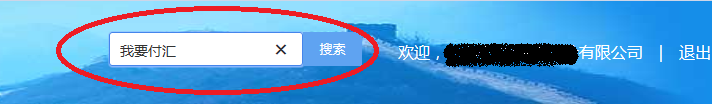 我要付汇 × 搜索 欢迎，有限公司 | 退出